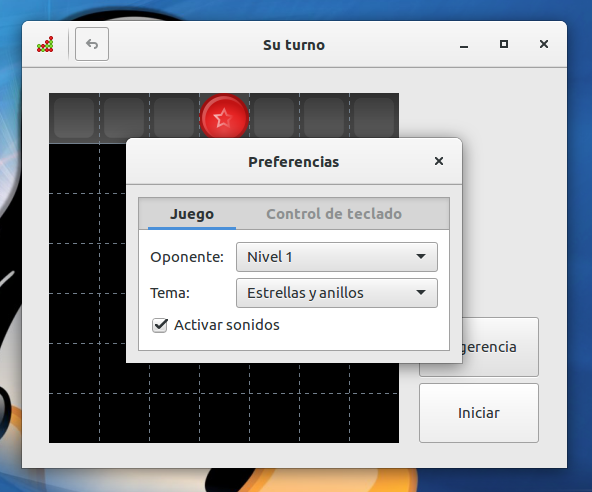 Su turno
Preferencias
Juego Control de teclado
Oponente: Nivel 1
Tema: Estrellas y anillos
Activar sonidos
gerencia
Iniciar